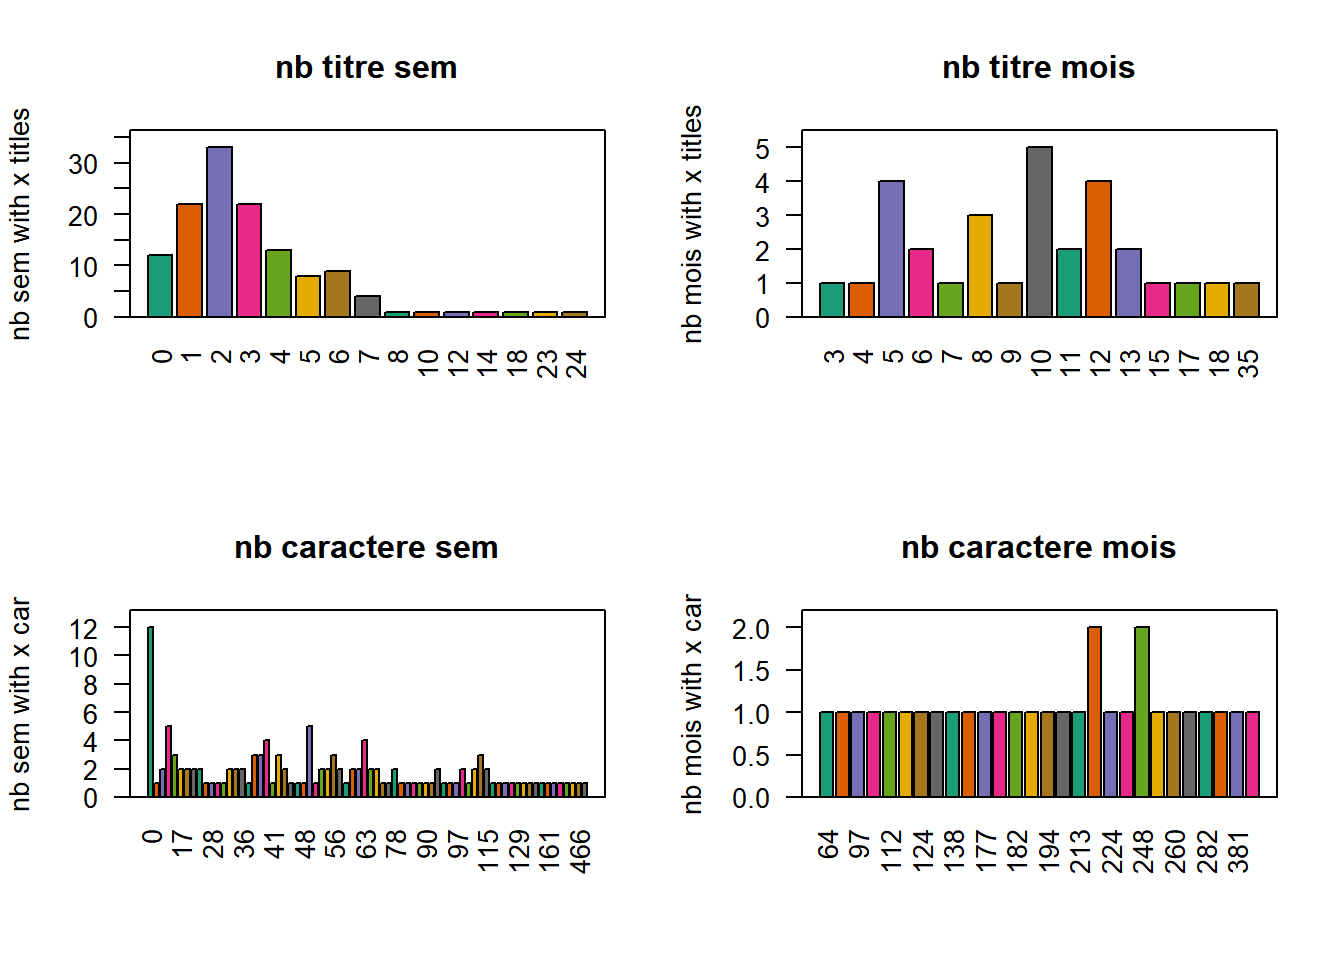 nb titre sem
nb sem with x titles
0 10 20 30
0 1 2 3 4 5 6 7 8 10 12 14 18 23 24
nb titre mois
nb mois with x titles
0 1 2 3 4 5
3 4 5 6 7 8 9 10 11 12 13 15 17 18 35
nb caractere sem
nb sem with x car
0 2 4 6 8 10 12
0 17 28 36 41 48 56 63 78 90 97 115 129 161 466
nb caractere mois
nb mois with x car
0.0 0.5 1.0 1.5 2.0
64 97 112 124 138 177 182 194 213 224 248 260 282 381